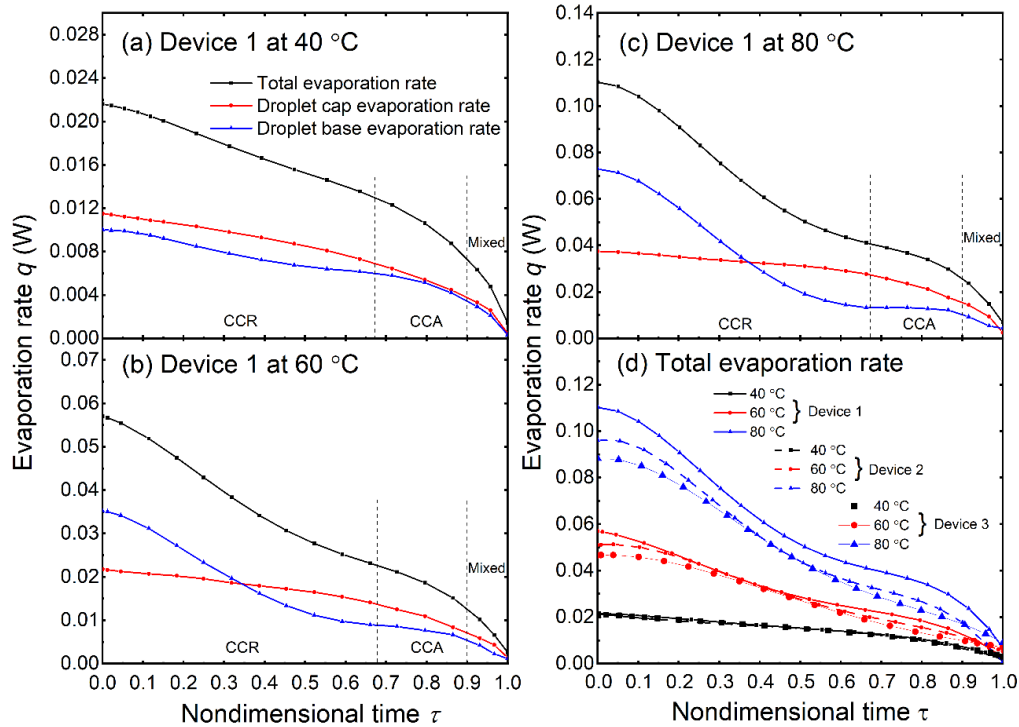 (a) Device 1 at 40 °C
Total evaporation rate
Droplet cap evaporation rate
Droplet base evaporation rate
0.028
0.024
0.020
0.016
0.012
0.008
0.004
0.000
CCR
CCA
Mixed
(b) Device 1 at 60 °C
0.07
0.06
0.05
0.04
0.03
0.02
0.01
0.00
CCR
CCA
Mixed
0.0 0.1 0.2 0.3 0.4 0.5 0.6 0.7 0.8 0.9 1.0
Nondimensional time τ
Evaporation rate q (W)
(c) Device 1 at 80 °C
0.14
0.12
0.10
0.08
0.06
0.04
0.02
0.00
CCR
CCA
Mixed
(d) Total evaporation rate
40 °C
60 °C } Device 1
80 °C
40 °C
60 °C } Device 2
80 °C
40 °C
60 °C } Device 3
80 °C
0.12
0.10
0.08
0.06
0.04
0.02
0.00
0.0 0.1 0.2 0.3 0.4 0.5 0.6 0.7 0.8 0.9 1.0
Nondimensional time τ
Evaporation rate q (W)